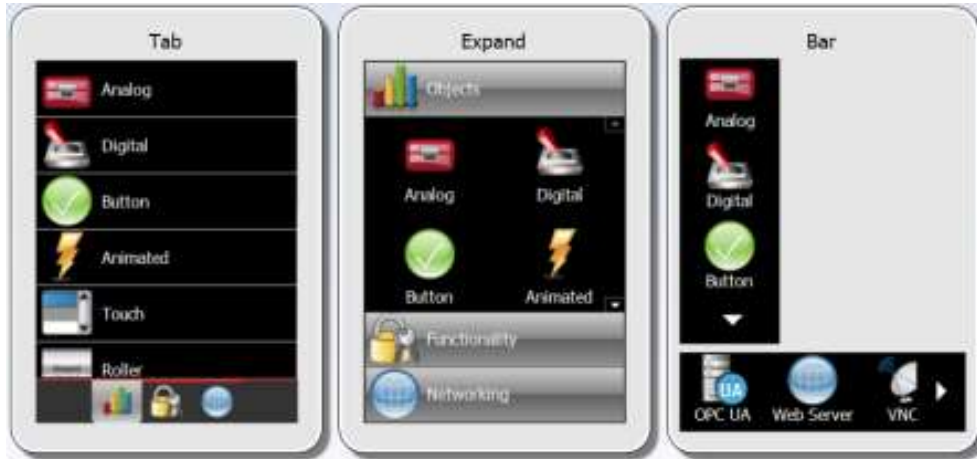 Tab
Analog
Digital
Button
Animated
Touch
Roller
Expand
Objects
Analog
Digital
Button
Animated
Functionality
Networking
Bar
Analog
Digital
Button
UA
OPC UA
Web Server
VNC